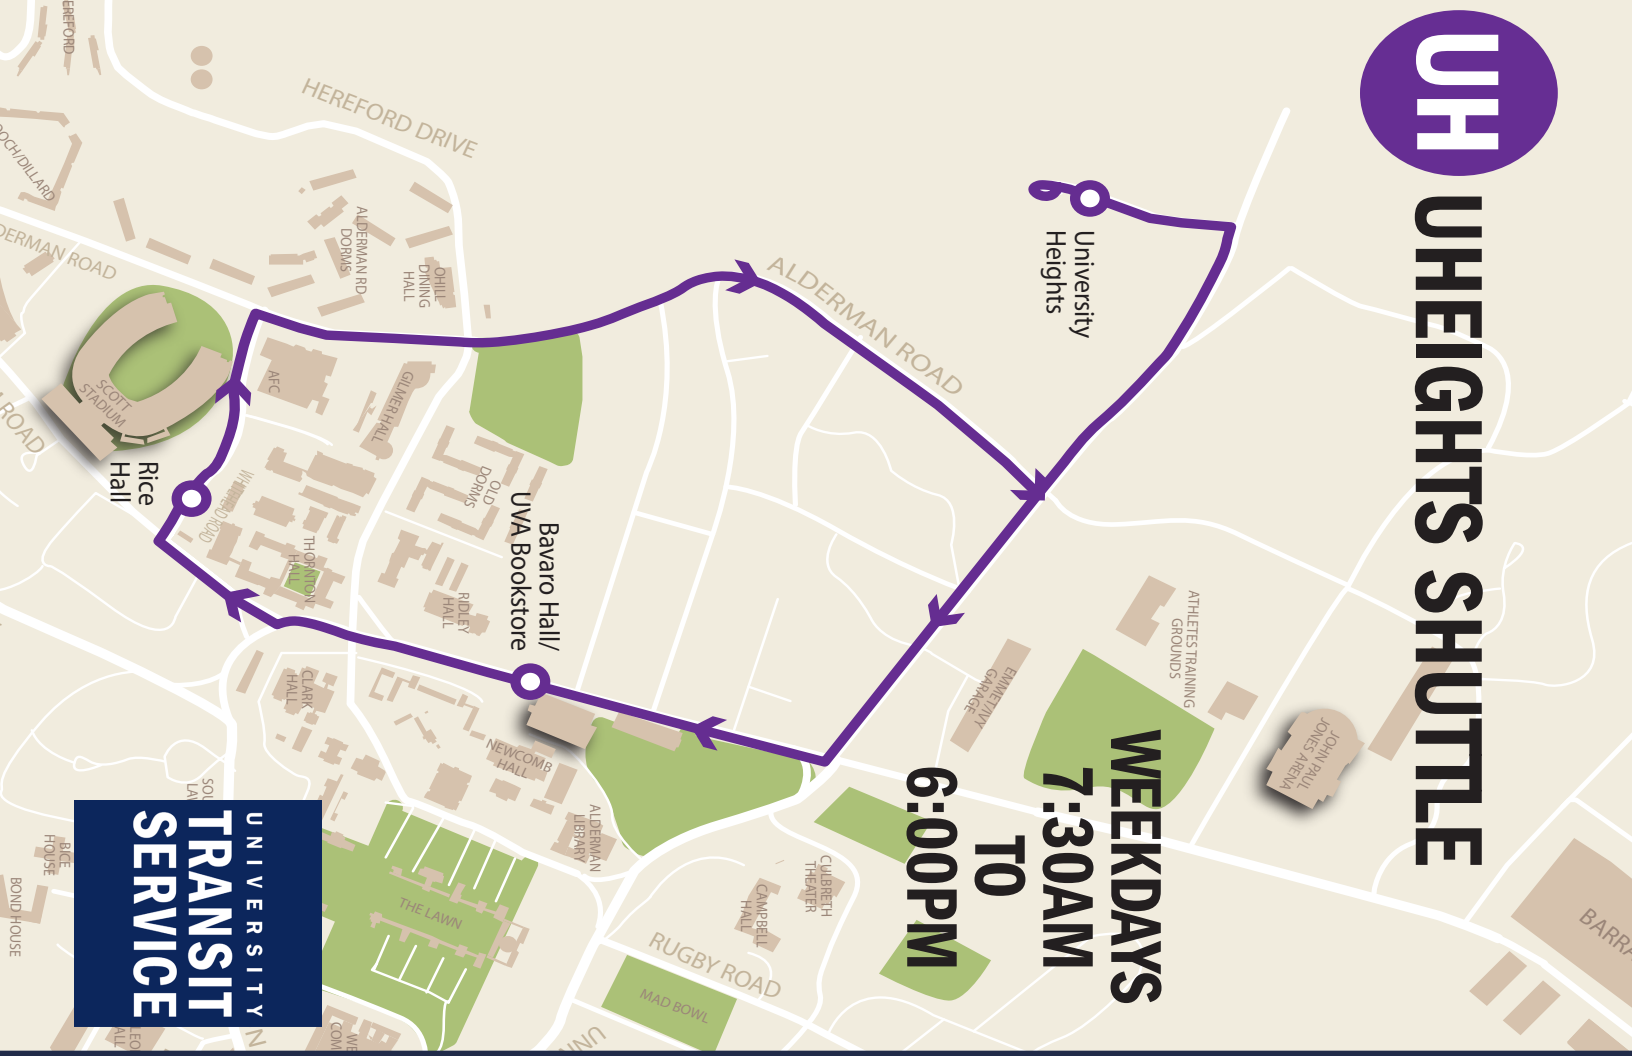 UH
UHEIGHTS SHUTTLE
WEEKDAYS
7:30AM
TO
6:00PM
University
Heights
ALDERMAN ROAD
HEREFORD DRIVE
ALDERMAN RD
DORMS
OHILL
DINING
HALL
SCOTT
STADIUM
AFC
GILMER HALL
OLD
DORMS
Rice
Hall
WHITEHEAD ROAD
THORNTON
HALL
RIDLEY
HALL
Bavaro Hall/
UVA Bookstore
CLARK
HALL
NEWCOMB
HALL
ALDERMAN
LIBRARY
EMMET/IVY
GARAGE
ATHLETES TRAINING
GROUNDS
JOHN PAUL
JONES ARENA
CULBRETH
THEATER
CAMPBELL
HALL
RUGBY ROAD
MAD BOWL
THE LAWN
BICE
HOUSE
BOND HOUSE
UNIVERSITY
TRANSIT
SERVICE